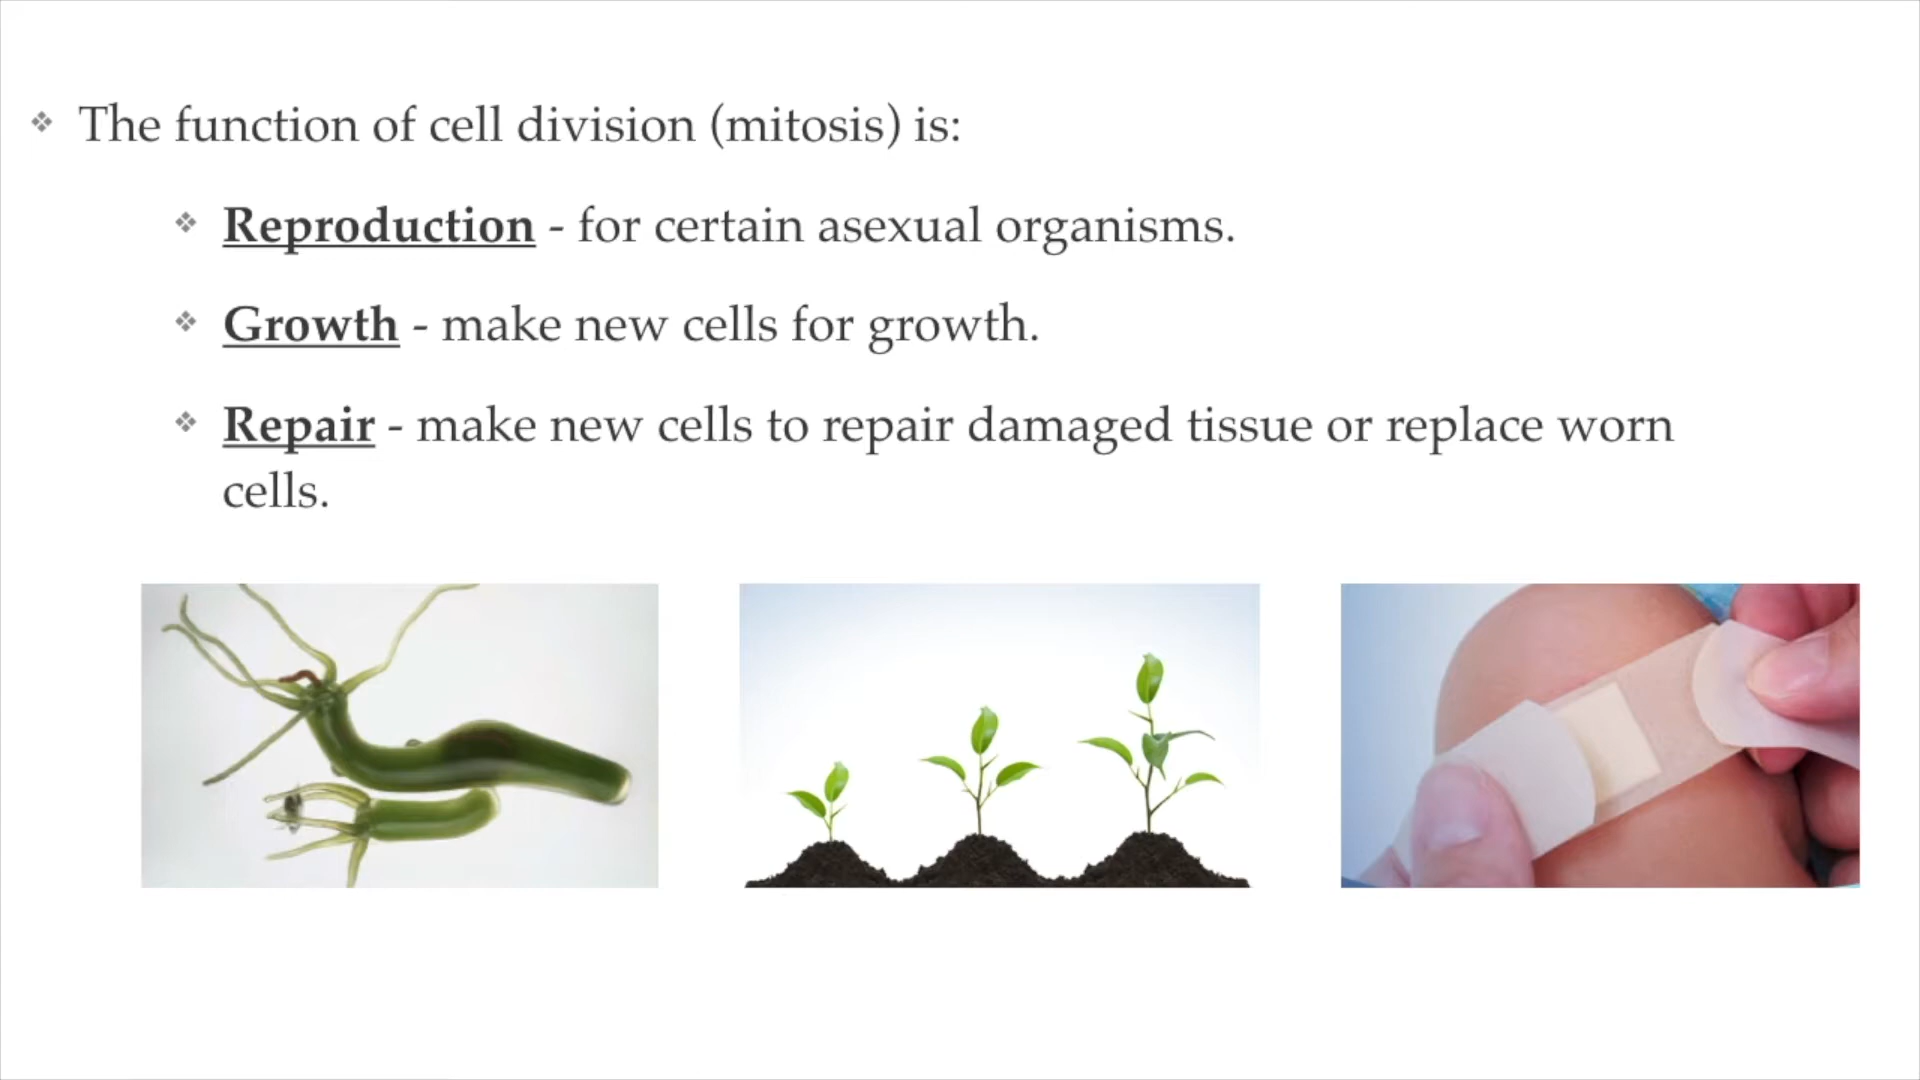 The function of cell division (mitosis) is:
Reproduction - for certain asexual organisms.
Growth - make new cells for growth.
Repair - make new cells to repair damaged tissue or replace worn
cells.